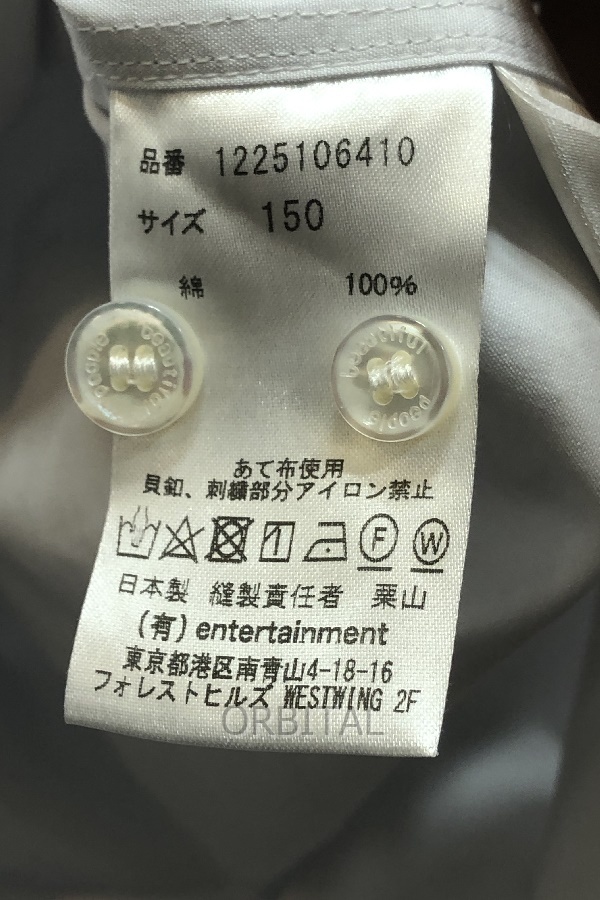 品番 1225106410
サイズ 150
綿 100%
beautiful people
beautiful people
あて布使用
貝釦、刺繍部分アイロン禁止
F W
日本製 縫製責任者 栗山
(有) entertainment
東京都港区南青山4-18-16
フォレストヒルズ WESTWING 2F
ORBITAL